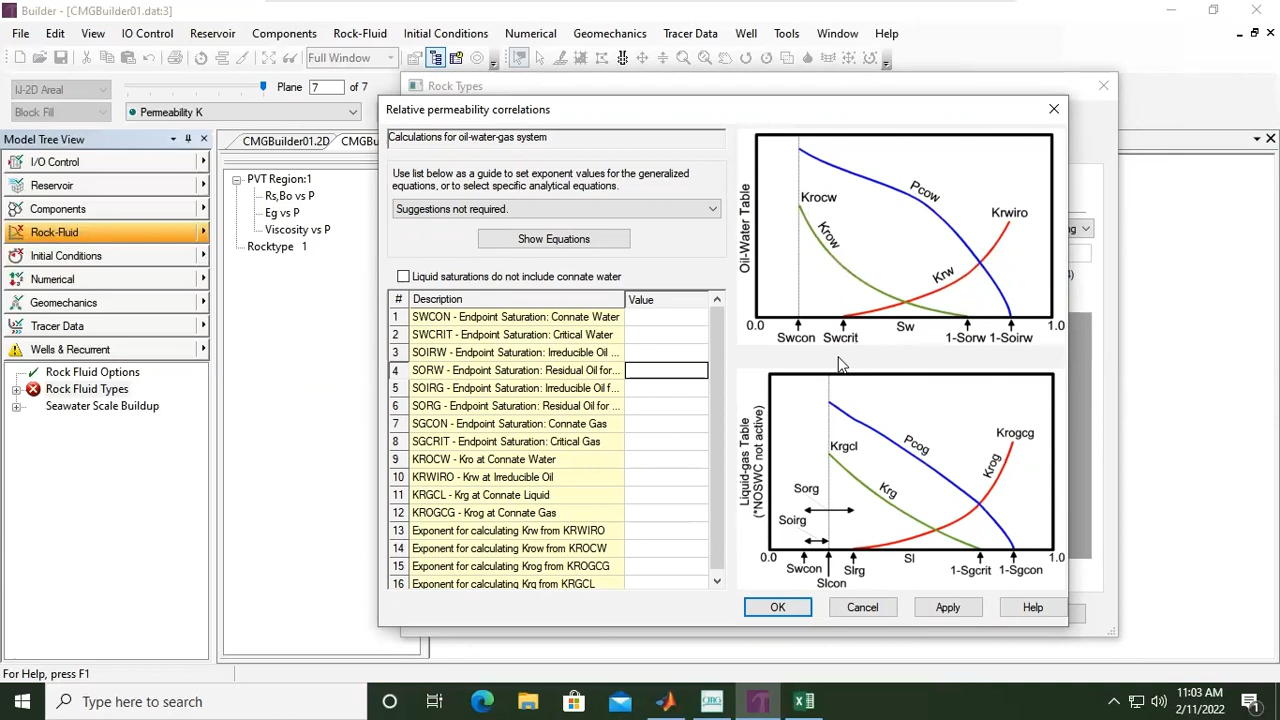 Builder - [CMGBuilder01.dat:3]
File Edit View IO Control Reservoir Components Rock-Fluid Initial Conditions Numerical Geomechanics Tracer Data Well Tools Window Help
Full Window
IJ-2D Areal Plane 7 of 7
Block Fill Permeability K
Rock Types
Relative permeability correlations
Model Tree View
CMGBuilder01.2D
I/O Control
Reservoir
Components
Rock-Fluid
Initial Conditions
Numerical
Geomechanics
Tracer Data
Wells & Recurrent
Rock Fluid Options
Rock Fluid Types
Seawater Scale Buildup
PVT Region:1
Rs,Bo vs P
Eg vs P
Viscosity vs P
Rocktype 1
Calculations for oil-water-gas system
Use list below as a guide to set exponent values for the generalized
equations, or to select specific analytical equations.
Suggestions not required.
Show Equations
Liquid saturations do not include connate water
# Description Value
1 SWCON - Endpoint Saturation: Connate Water
2 SWCRIT - Endpoint Saturation: Critical Water
3 SOIRW - Endpoint Saturation: Irreducible Oil ...
4 SORW - Endpoint Saturation: Residual Oil for...
5 SOIRG - Endpoint Saturation: Irreducible Oil f...
6 SORG - Endpoint Saturation: Residual Oil for ...
7 SGCON - Endpoint Saturation: Connate Gas
8 SGCRIT - Endpoint Saturation: Critical Gas
9 KROCW - Kro at Connate Water
10 KRWIRO - Krw at Irreducible Oil
11 KRGCL - Krg at Connate Liquid
12 KROGCG - Krog at Connate Gas
13 Exponent for calculating Krw from KRWIRO
14 Exponent for calculating Krow from KROCW
15 Exponent for calculating Krog from KROGCG
16 Exponent for calculating Krg from KRGCL
Oil-Water Table
Pcow
Krocw
Krwiro
Krow
Krw
0.0 Sw 1.0
Swcon Swcrit 1-Sorw 1-Soirw
Liquid-gas Table
(*NOSWC not active)
Krogcg
Krgcl
Pcog
Krog
Krg
Sorg
Soirg
0.0 Sl 1.0
Swcon Slrg 1-Sgcrit 1-Sgcon
Slcon
OK Cancel Apply Help
For Help, press F1
Type here to search
11:03 AM
2/11/2022